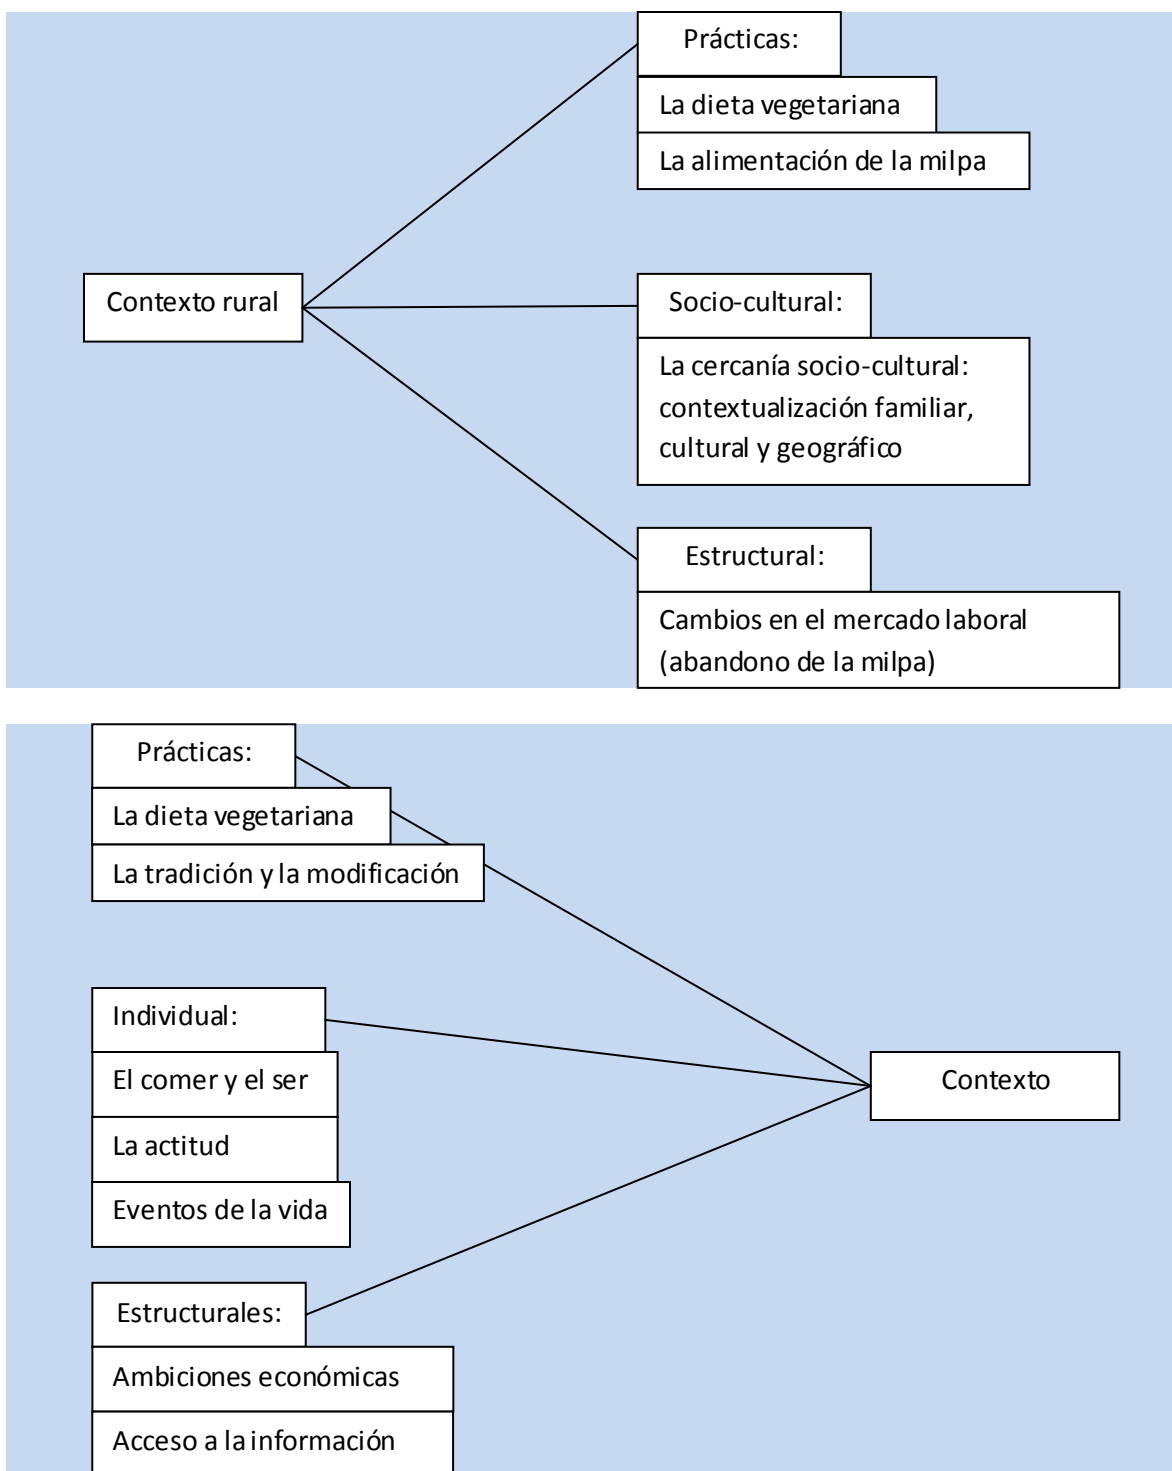 Prácticas:
La dieta vegetariana
La alimentación de la milpa
Contexto rural
Socio-cultural:
La cercanía socio-cultural:
contextualización familiar,
cultural y geográfico
Estructural:
Cambios en el mercado laboral
(abandono de la milpa)
Prácticas:
La dieta vegetariana
La tradición y la modificación
Individual:
El comer y el ser
La actitud
Eventos de la vida
Contexto
Estructurales:
Ambiciones económicas
Acceso a la información